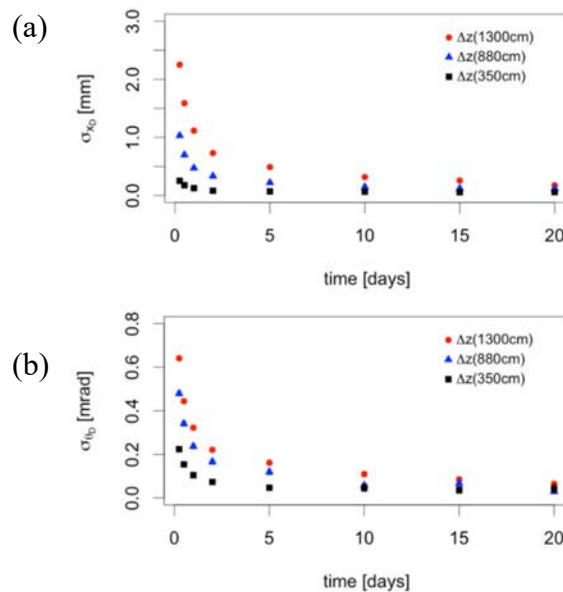 (a)
σxD [mm]
3.0
2.0
1.0
0.0
Δz(1300cm)
Δz(880cm)
Δz(350cm)
0 5 10 15 20
time [days]
(b)
σθD [mrad]
0.8
0.6
0.4
0.2
0.0
Δz(1300cm)
Δz(880cm)
Δz(350cm)
0 5 10 15 20
time [days]